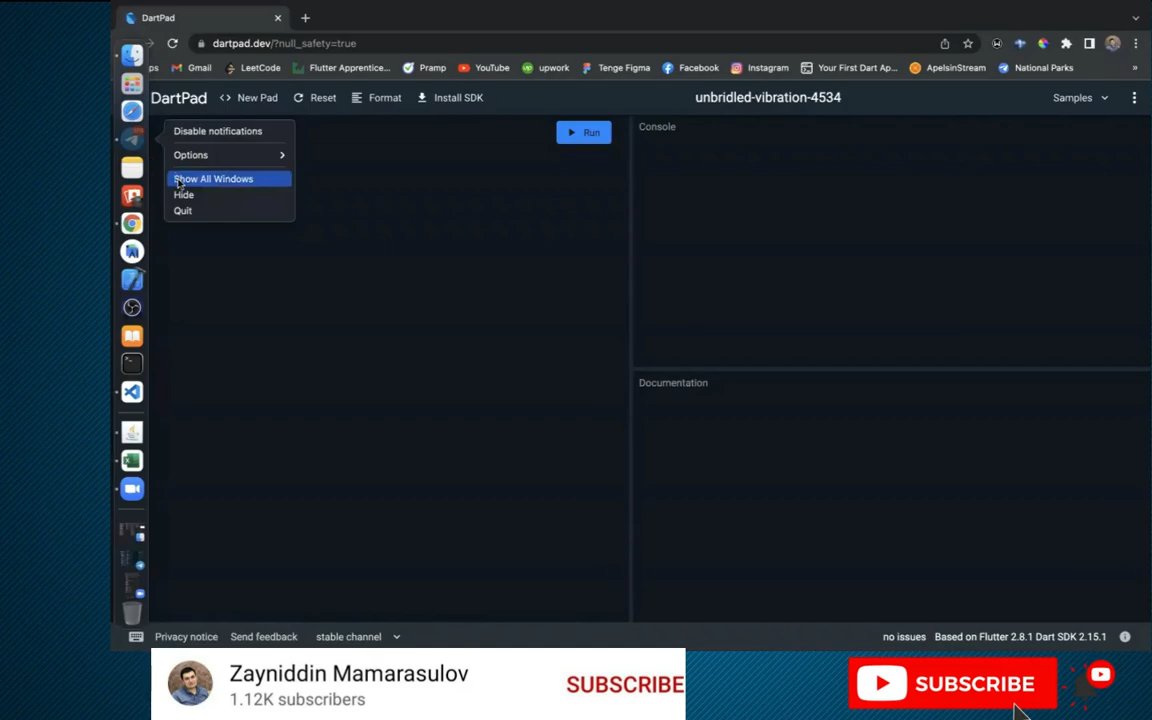 DartPad
dartpad.dev/?null_safety=true
ps Gmail LeetCode Flutter Apprentice... Pramp YouTube upwork Tenge Figma Facebook Instagram Your First Dart Ap... ApelsinStream National Parks »
DartPad <> New Pad Reset Format Install SDK unbridled-vibration-4534 Samples
Disable notifications
Options
Show All Windows
Hide
Quit
Run
Console
Documentation
Privacy notice Send feedback stable channel no issues Based on Flutter 2.8.1 Dart SDK 2.15.1
Zayniddin Mamarasulov
1.12K subscribers
SUBSCRIBE
SUBSCRIBE